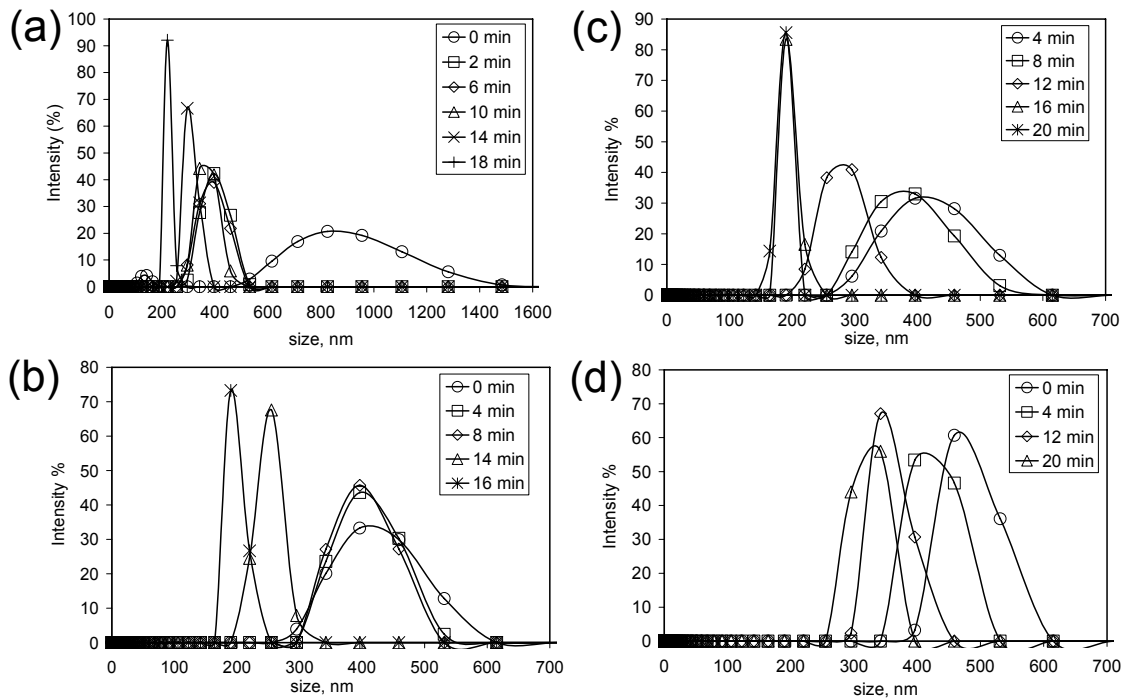 (a)
Intensity (%)
100
90
80
70
60
50
40
30
20
10
0
0 200 400 600 800 1000 1200 1400 1600
size, nm
0 min
2 min
6 min
10 min
14 min
18 min
(c)
Intensity %
90
80
70
60
50
40
30
20
10
0
0 100 200 300 400 500 600 700
size, nm
4 min
8 min
12 min
16 min
20 min
(b)
Intensity %
80
70
60
50
40
30
20
10
0
0 100 200 300 400 500 600 700
size, nm
0 min
4 min
8 min
14 min
16 min
(d)
Intensity %
80
70
60
50
40
30
20
10
0
0 100 200 300 400 500 600 700
size, nm
0 min
4 min
12 min
20 min